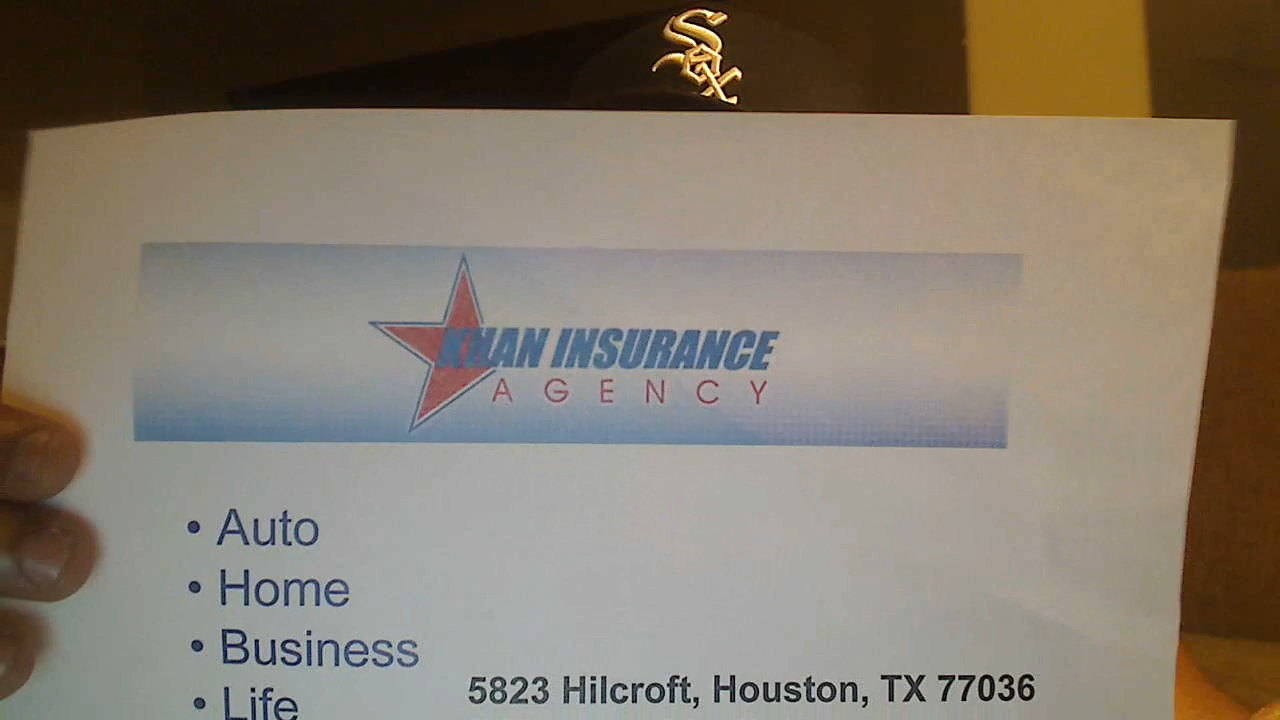 Sox
KHAN INSURANCE
AGENCY
• Auto
• Home
• Business
• Life
5823 Hilcroft, Houston, TX 77036